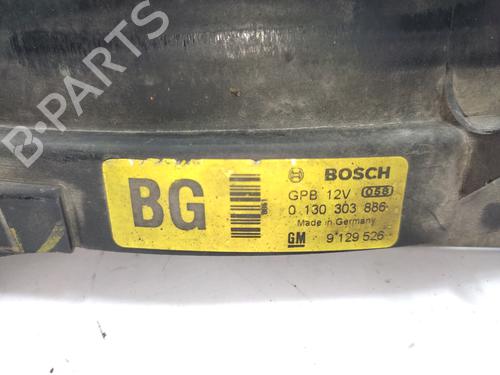 B-PARTS
BG
BOSCH
GPB 12V 058
0 130 303 886
Made in Germany
GM 9 129 526